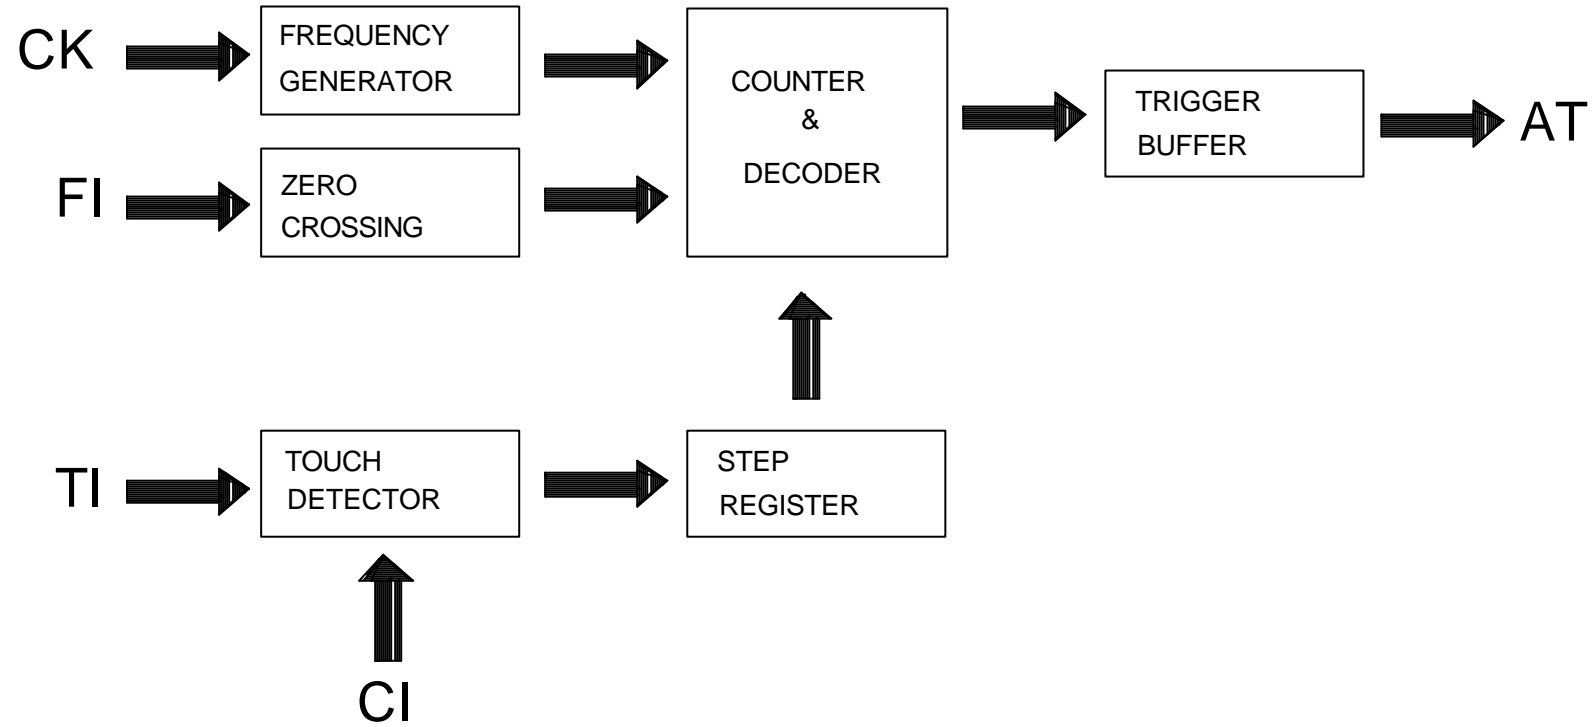 CK
FREQUENCY
GENERATOR
COUNTER
&
DECODER
TRIGGER
BUFFER
AT
FI
ZERO
CROSSING
TI
TOUCH
DETECTOR
STEP
REGISTER
CI